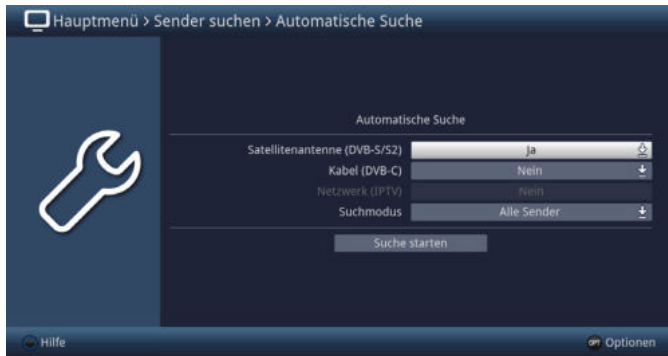 Hauptmenü > Sender suchen > Automatische Suche
Automatische Suche
Satellitenantenne (DVB-S/S2) Ja
Kabel (DVB-C) Nein
Netzwerk (IPTV) Nein
Suchmodus Alle Sender
Suche starten
Hilfe OPT Optionen